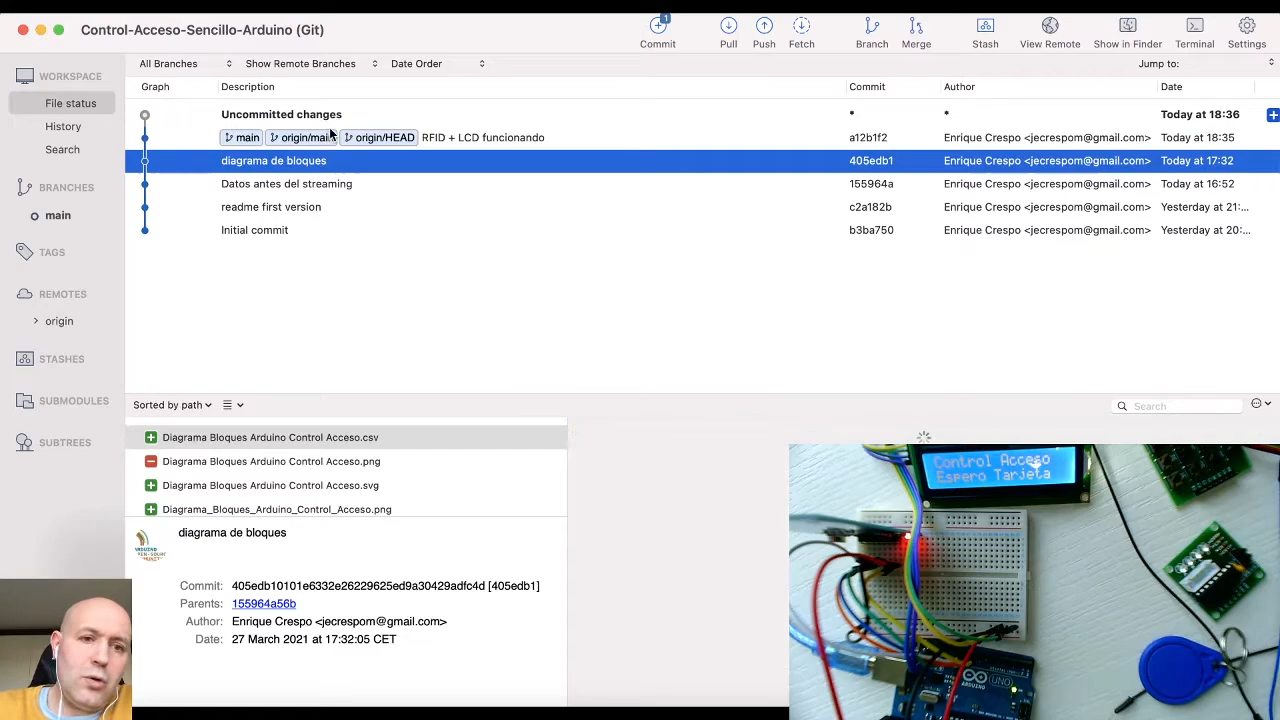 Control-Acceso-Sencillo-Arduino (Git)
1
Commit Pull Push Fetch Branch Merge Stash View Remote Show in Finder Terminal Settings
WORKSPACE
File status
History
Search
BRANCHES
main
TAGS
REMOTES
origin
STASHES
SUBMODULES
SUBTREES
All Branches Show Remote Branches Date Order Jump to:
Graph Description Commit Author Date
Uncommitted changes * * Today at 18:36
main origin/main origin/HEAD RFID + LCD funcionando a12b1f2 Enrique Crespo <jecrespom@gmail.com> Today at 18:35
diagrama de bloques 405edb1 Enrique Crespo <jecrespom@gmail.com> Today at 17:32
Datos antes del streaming 155964a Enrique Crespo <jecrespom@gmail.com> Today at 16:52
readme first version c2a182b Enrique Crespo <jecrespom@gmail.com> Yesterday at 21:...
Initial commit b3ba750 Enrique Crespo <jecrespom@gmail.com> Yesterday at 20:...
Sorted by path Search
Diagrama Bloques Arduino Control Acceso.csv
Diagrama Bloques Arduino Control Acceso.png
Diagrama Bloques Arduino Control Acceso.svg
Diagrama_Bloques_Arduino_Control_Acceso.png
diagrama de bloques
Commit: 405edb10101e6332e26229625ed9a30429adfc4d [405edb1]
Parents: 155964a56b
Author: Enrique Crespo <jecrespom@gmail.com>
Date: 27 March 2021 at 17:32:05 CET
Control Acceso
Espero Tarjeta
UNO